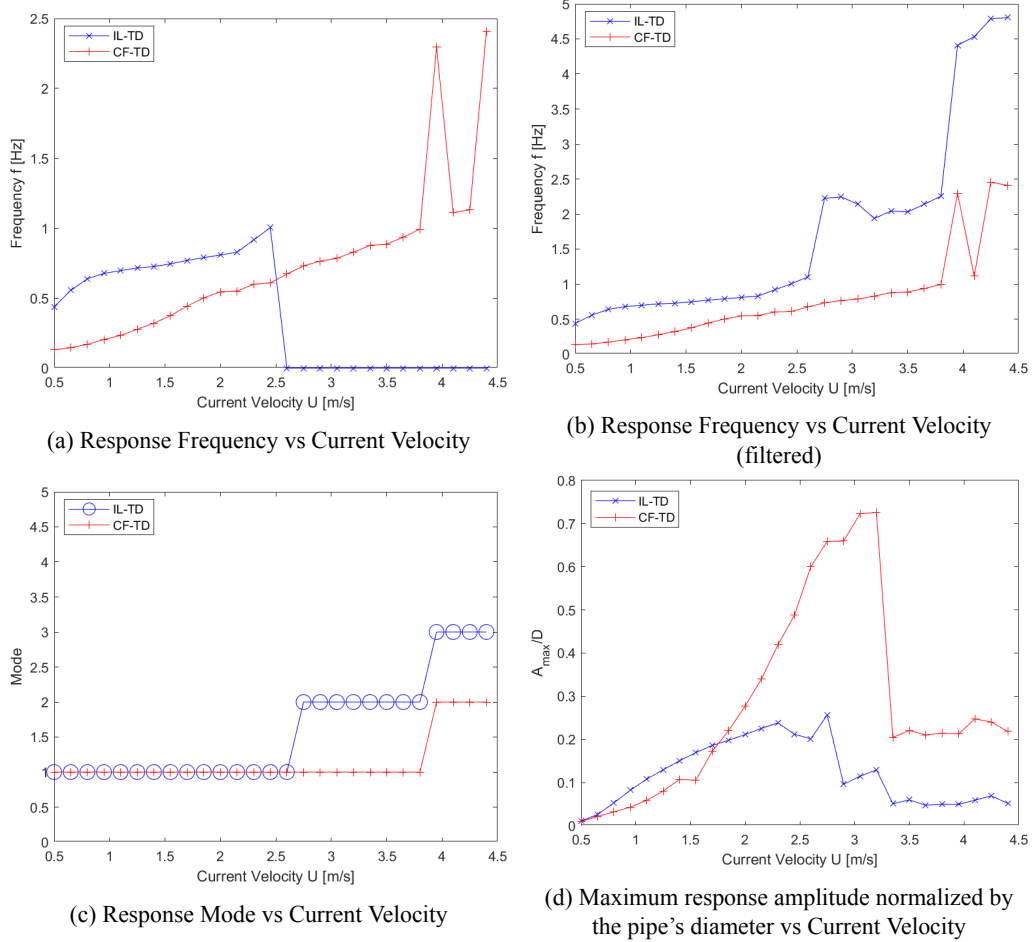 IL-TD
CF-TD
2.5
2
1.5
1
0.5
0
Frequency f [Hz]
0.5 1 1.5 2 2.5 3 3.5 4 4.5
Current Velocity U [m/s]
(a) Response Frequency vs Current Velocity
IL-TD
CF-TD
5
4.5
4
3.5
3
2.5
2
1.5
1
0.5
0
Frequency f [Hz]
0.5 1 1.5 2 2.5 3 3.5 4 4.5
Current Velocity U [m/s]
(b) Response Frequency vs Current Velocity
(filtered)
IL-TD
CF-TD
5
4.5
4
3.5
3
2.5
2
1.5
1
0.5
0
Mode
0.5 1 1.5 2 2.5 3 3.5 4 4.5
Current Velocity U [m/s]
(c) Response Mode vs Current Velocity
IL-TD
CF-TD
0.8
0.7
0.6
0.5
0.4
0.3
0.2
0.1
0
A_max/D
0.5 1 1.5 2 2.5 3 3.5 4 4.5
Current Velocity U [m/s]
(d) Maximum response amplitude normalized by
the pipe’s diameter vs Current Velocity